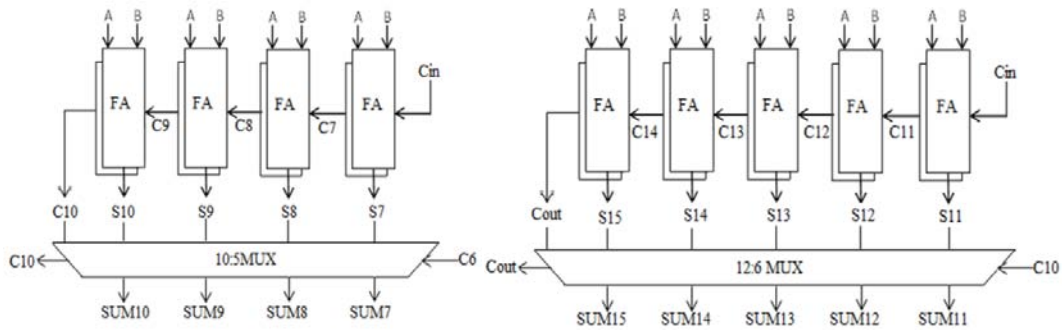 A B A B A B A B
A B A B A B A B A B
FA FA FA FA Cin
FA FA FA FA FA Cin
C9 C8 C7
C14 C13 C12 C11
C10 S10 S9 S8 S7
Cout S15 S14 S13 S12 S11
C10 10:5MUX C6
Cout 12:6 MUX C10
SUM10 SUM9 SUM8 SUM7
SUM15 SUM14 SUM13 SUM12 SUM11